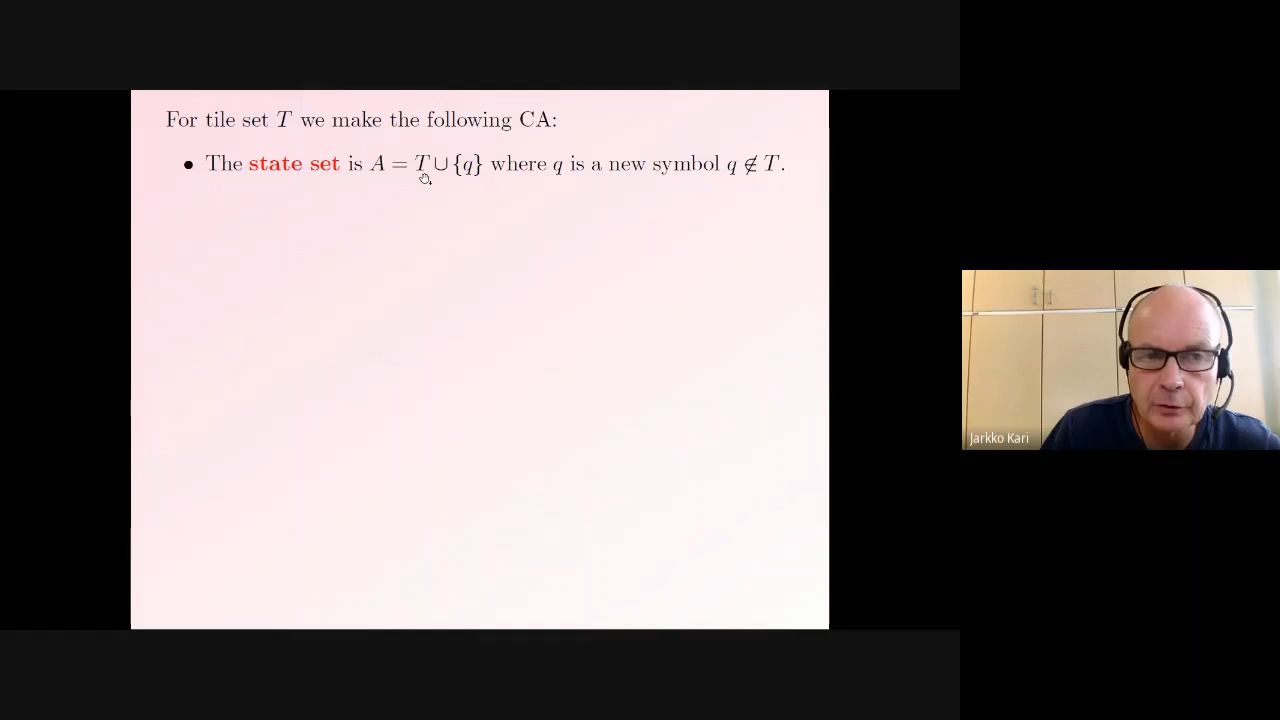 For tile set T we make the following CA:
• The state set is A = T ∪ {q} where q is a new symbol q ∉ T.
Jarkko Kari